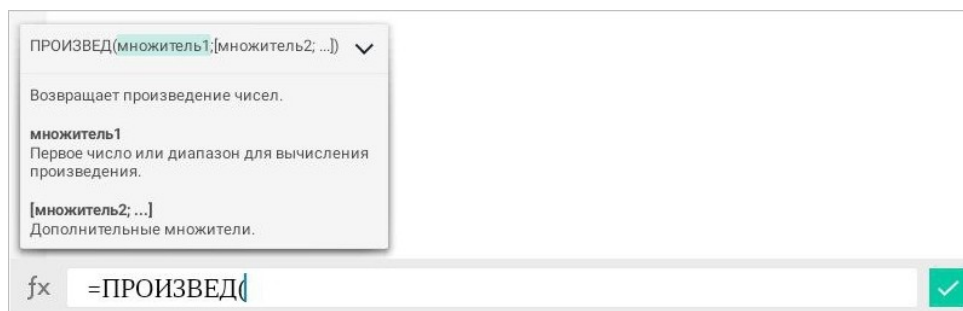 ПРОИЗВЕД(множитель1;[множитель2; ...])
Возвращает произведение чисел.
множитель1
Первое число или диапазон для вычисления
произведения.
[множитель2; ...]
Дополнительные множители.
fx =ПРОИЗВЕД(